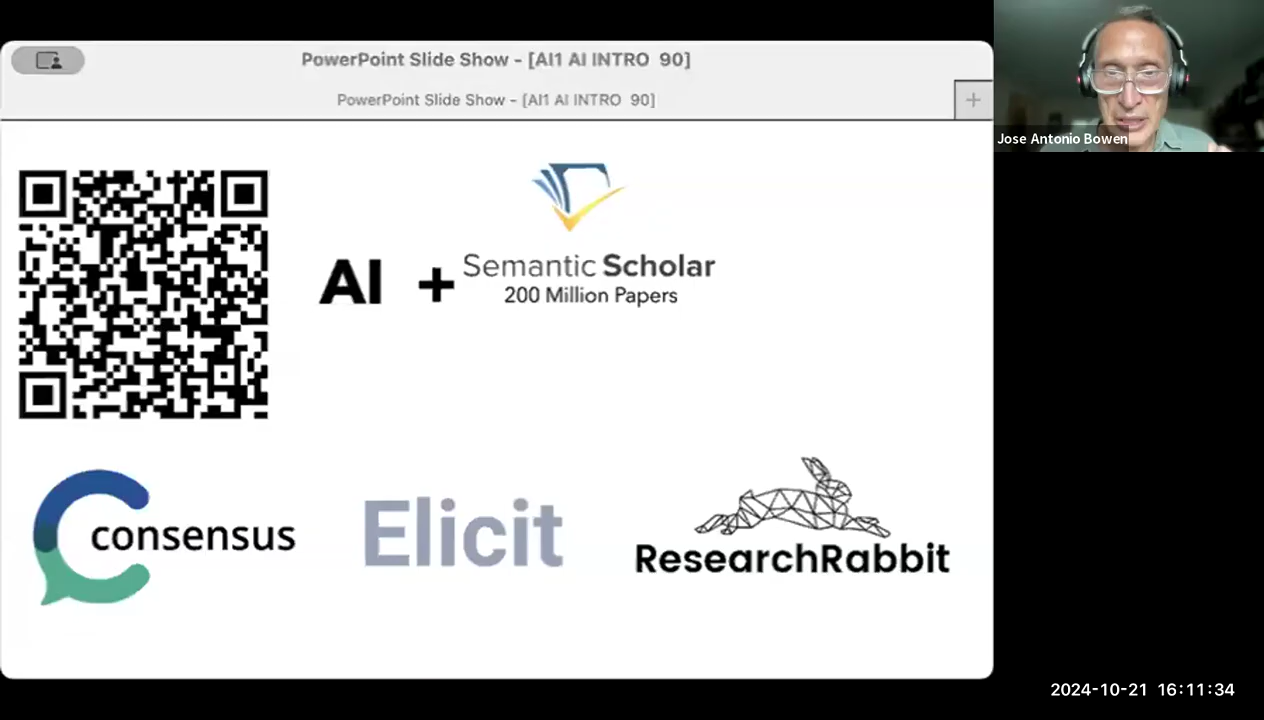 PowerPoint Slide Show - [AI1 AI INTRO 90]
PowerPoint Slide Show - [AI1 AI INTRO 90]
+
Jose Antonio Bowen
AI + Semantic Scholar
200 Million Papers
consensus
Elicit
ResearchRabbit
2024-10-21 16:11:34